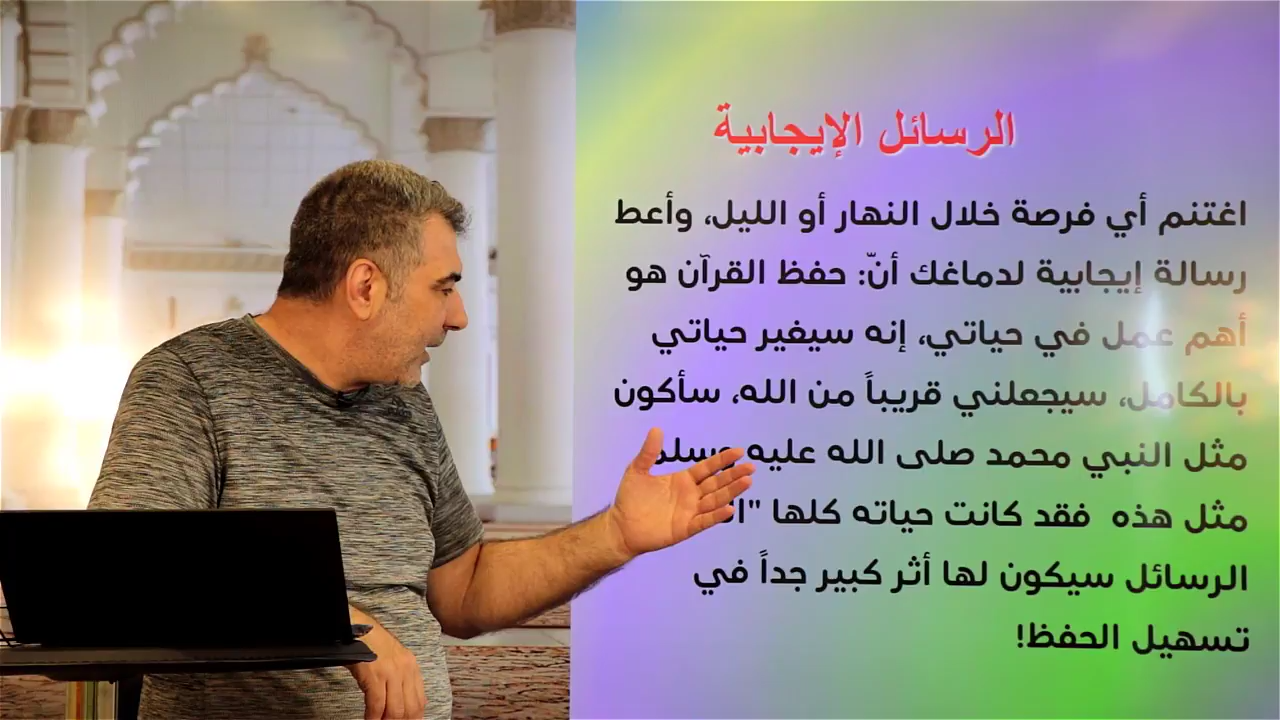 الرسائل الإيجابية
اغتنم أي فرصة خلال النهار أو الليل، وأعط
رسالة إيجابية لدماغك أنّ: حفظ القرآن هو
أهم عمل في حياتي، إنه سيغير حياتي
بالكامل، سيجعلني قريباً من الله، سأكون
مثل النبي محمد صلى الله عليه وسلم
مثل هذه فقد كانت حياته كلها
الرسائل سيكون لها أثر كبير جداً في
تسهيل الحفظ!